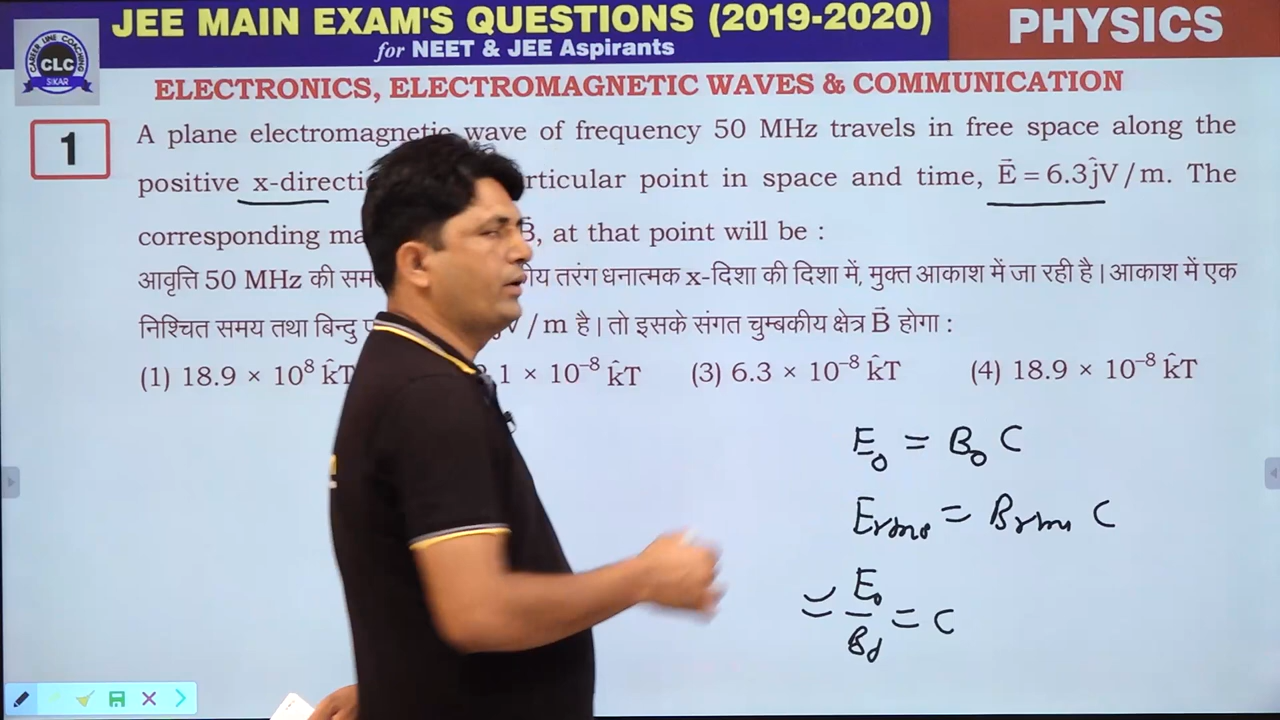 JEE MAIN EXAM'S QUESTIONS (2019-2020)
for NEET & JEE Aspirants
PHYSICS
CAREER LINE COACHING
CLC
SIKAR
ELECTRONICS, ELECTROMAGNETIC WAVES & COMMUNICATION
1
A plane electromagnetic wave of frequency 50 MHz travels in free space along the
positive x-directi rticular point in space and time, E⃗ = 6.3ĵV/m. The
corresponding ma B⃗, at that point will be :
आवृत्ति 50 MHz की सम ीय तरंग धनात्मक x-दिशा की दिशा में, मुक्त आकाश में जा रही है। आकाश में एक
निश्चित समय तथा बिन्दु V/m है। तो इसके संगत चुम्बकीय क्षेत्र B⃗ होगा :
(1) 18.9 × 10⁸ k̂T .1 × 10⁻⁸ k̂T (3) 6.3 × 10⁻⁸ k̂T (4) 18.9 × 10⁻⁸ k̂T
E₀ = B₀ C
Erms = Brms C
= E₀/B₀ = C